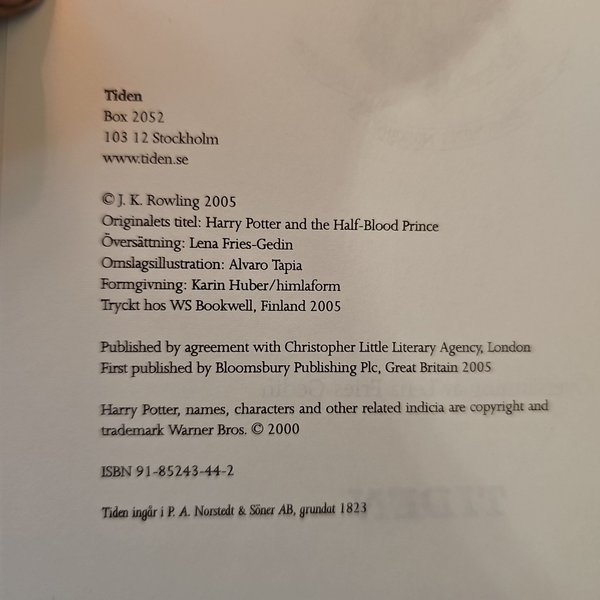 Tiden
Box 2052
103 12 Stockholm
www.tiden.se
© J. K. Rowling 2005
Originalets titel: Harry Potter and the Half-Blood Prince
Översättning: Lena Fries-Gedin
Omslagsillustration: Alvaro Tapia
Formgivning: Karin Huber/himlaform
Tryckt hos WS Bookwell, Finland 2005
Published by agreement with Christopher Little Literary Agency, London
First published by Bloomsbury Publishing Plc, Great Britain 2005
Harry Potter, names, characters and other related indicia are copyright and
trademark Warner Bros. © 2000
ISBN 91-85243-44-2
Tiden ingår i P. A. Norstedt & Söner AB, grundat 1823